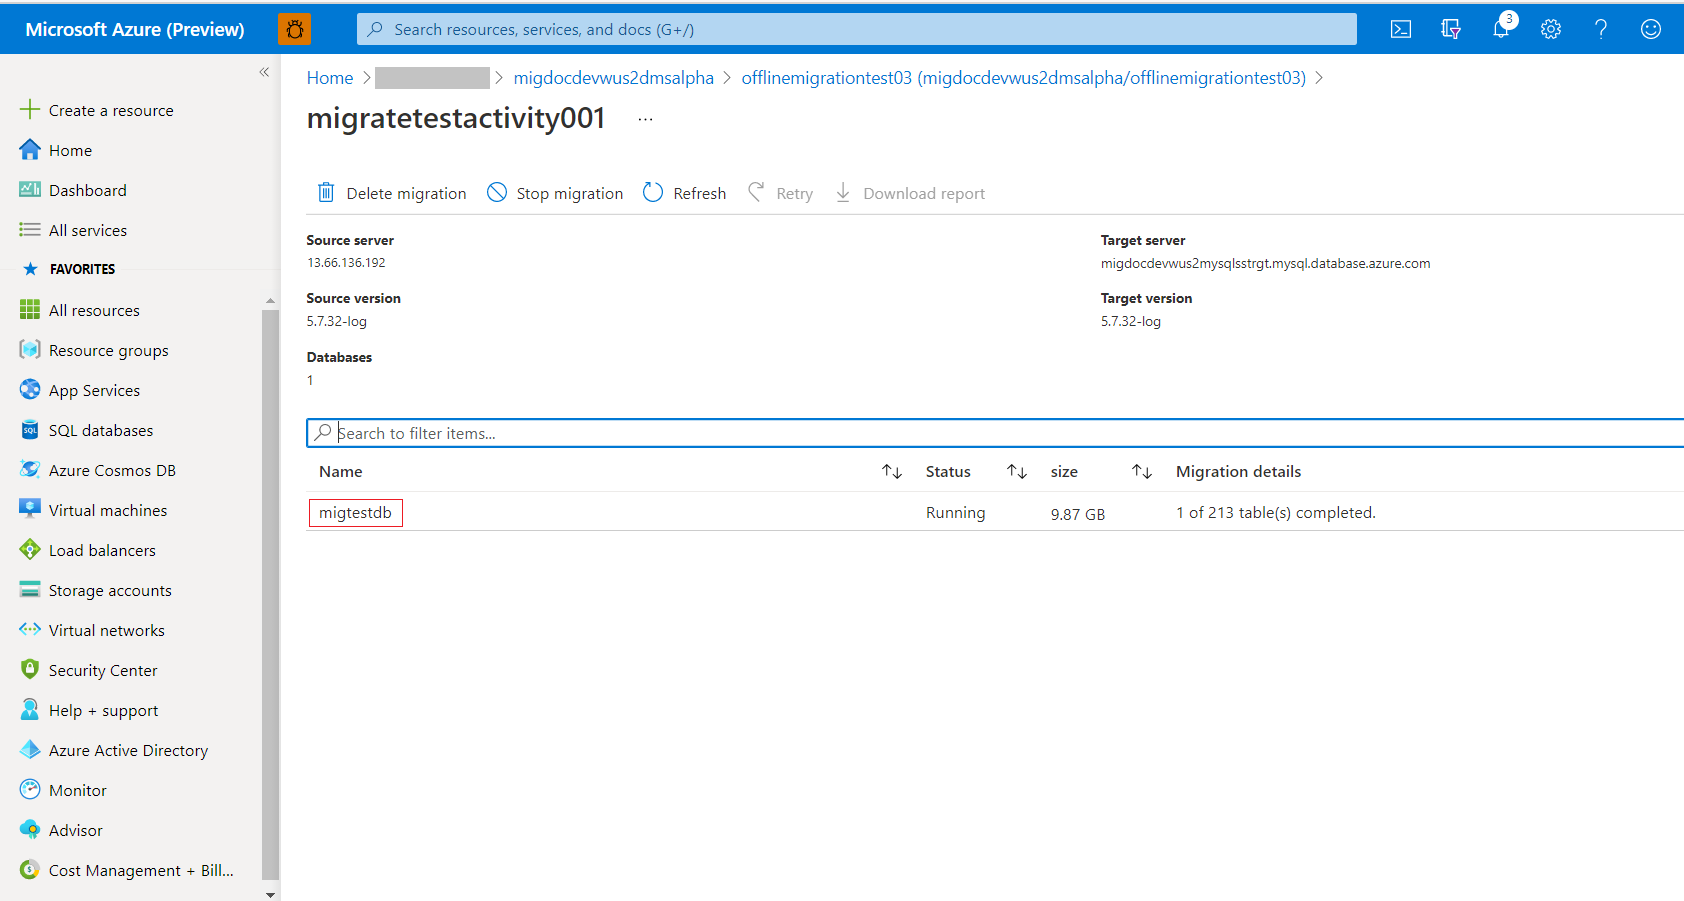 Microsoft Azure (Preview)
Search resources, services, and docs (G+/)
3
Home > > migdocdevwus2dmsalpha > offlinemigrationtest03 (migdocdevwus2dmsalpha/offlinemigrationtest03) >
migratetestactivity001 ...
Create a resource
Home
Dashboard
All services
FAVORITES
All resources
Resource groups
App Services
SQL
SQL databases
Azure Cosmos DB
Virtual machines
Load balancers
Storage accounts
Virtual networks
Security Center
Help + support
Azure Active Directory
Monitor
Advisor
Cost Management + Bill...
Delete migration Stop migration Refresh Retry Download report
Source server
13.66.136.192
Target server
migdocdevwus2mysqlsstrgt.mysql.database.azure.com
Source version
5.7.32-log
Target version
5.7.32-log
Databases
1
Search to filter items...
Name Status size Migration details
migtestdb Running 9.87 GB 1 of 213 table(s) completed.